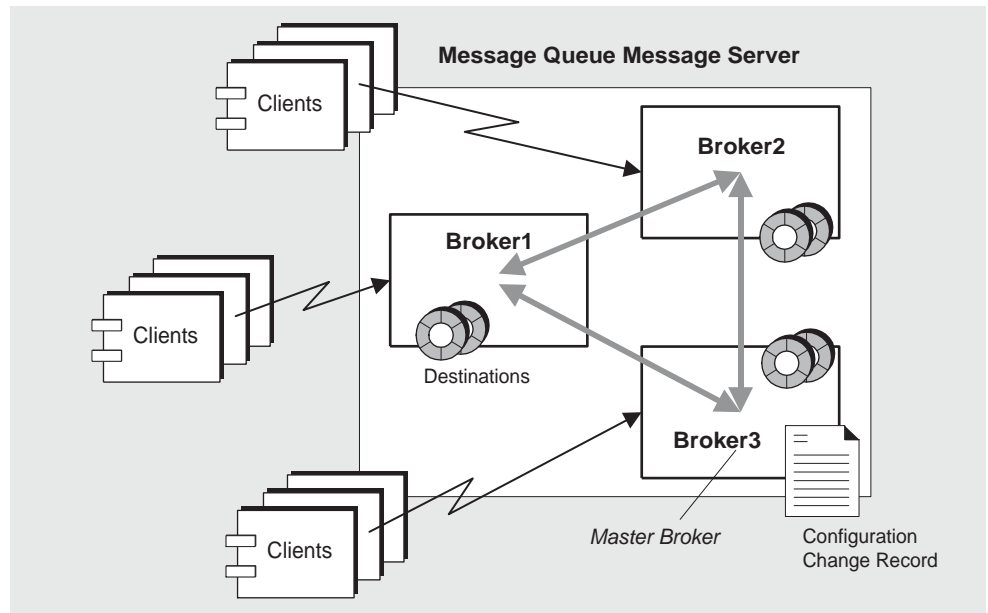 Message Queue Message Server
Clients
Broker2
Broker1
Clients
Destinations
Broker3
Clients
Master Broker
Configuration
Change Record